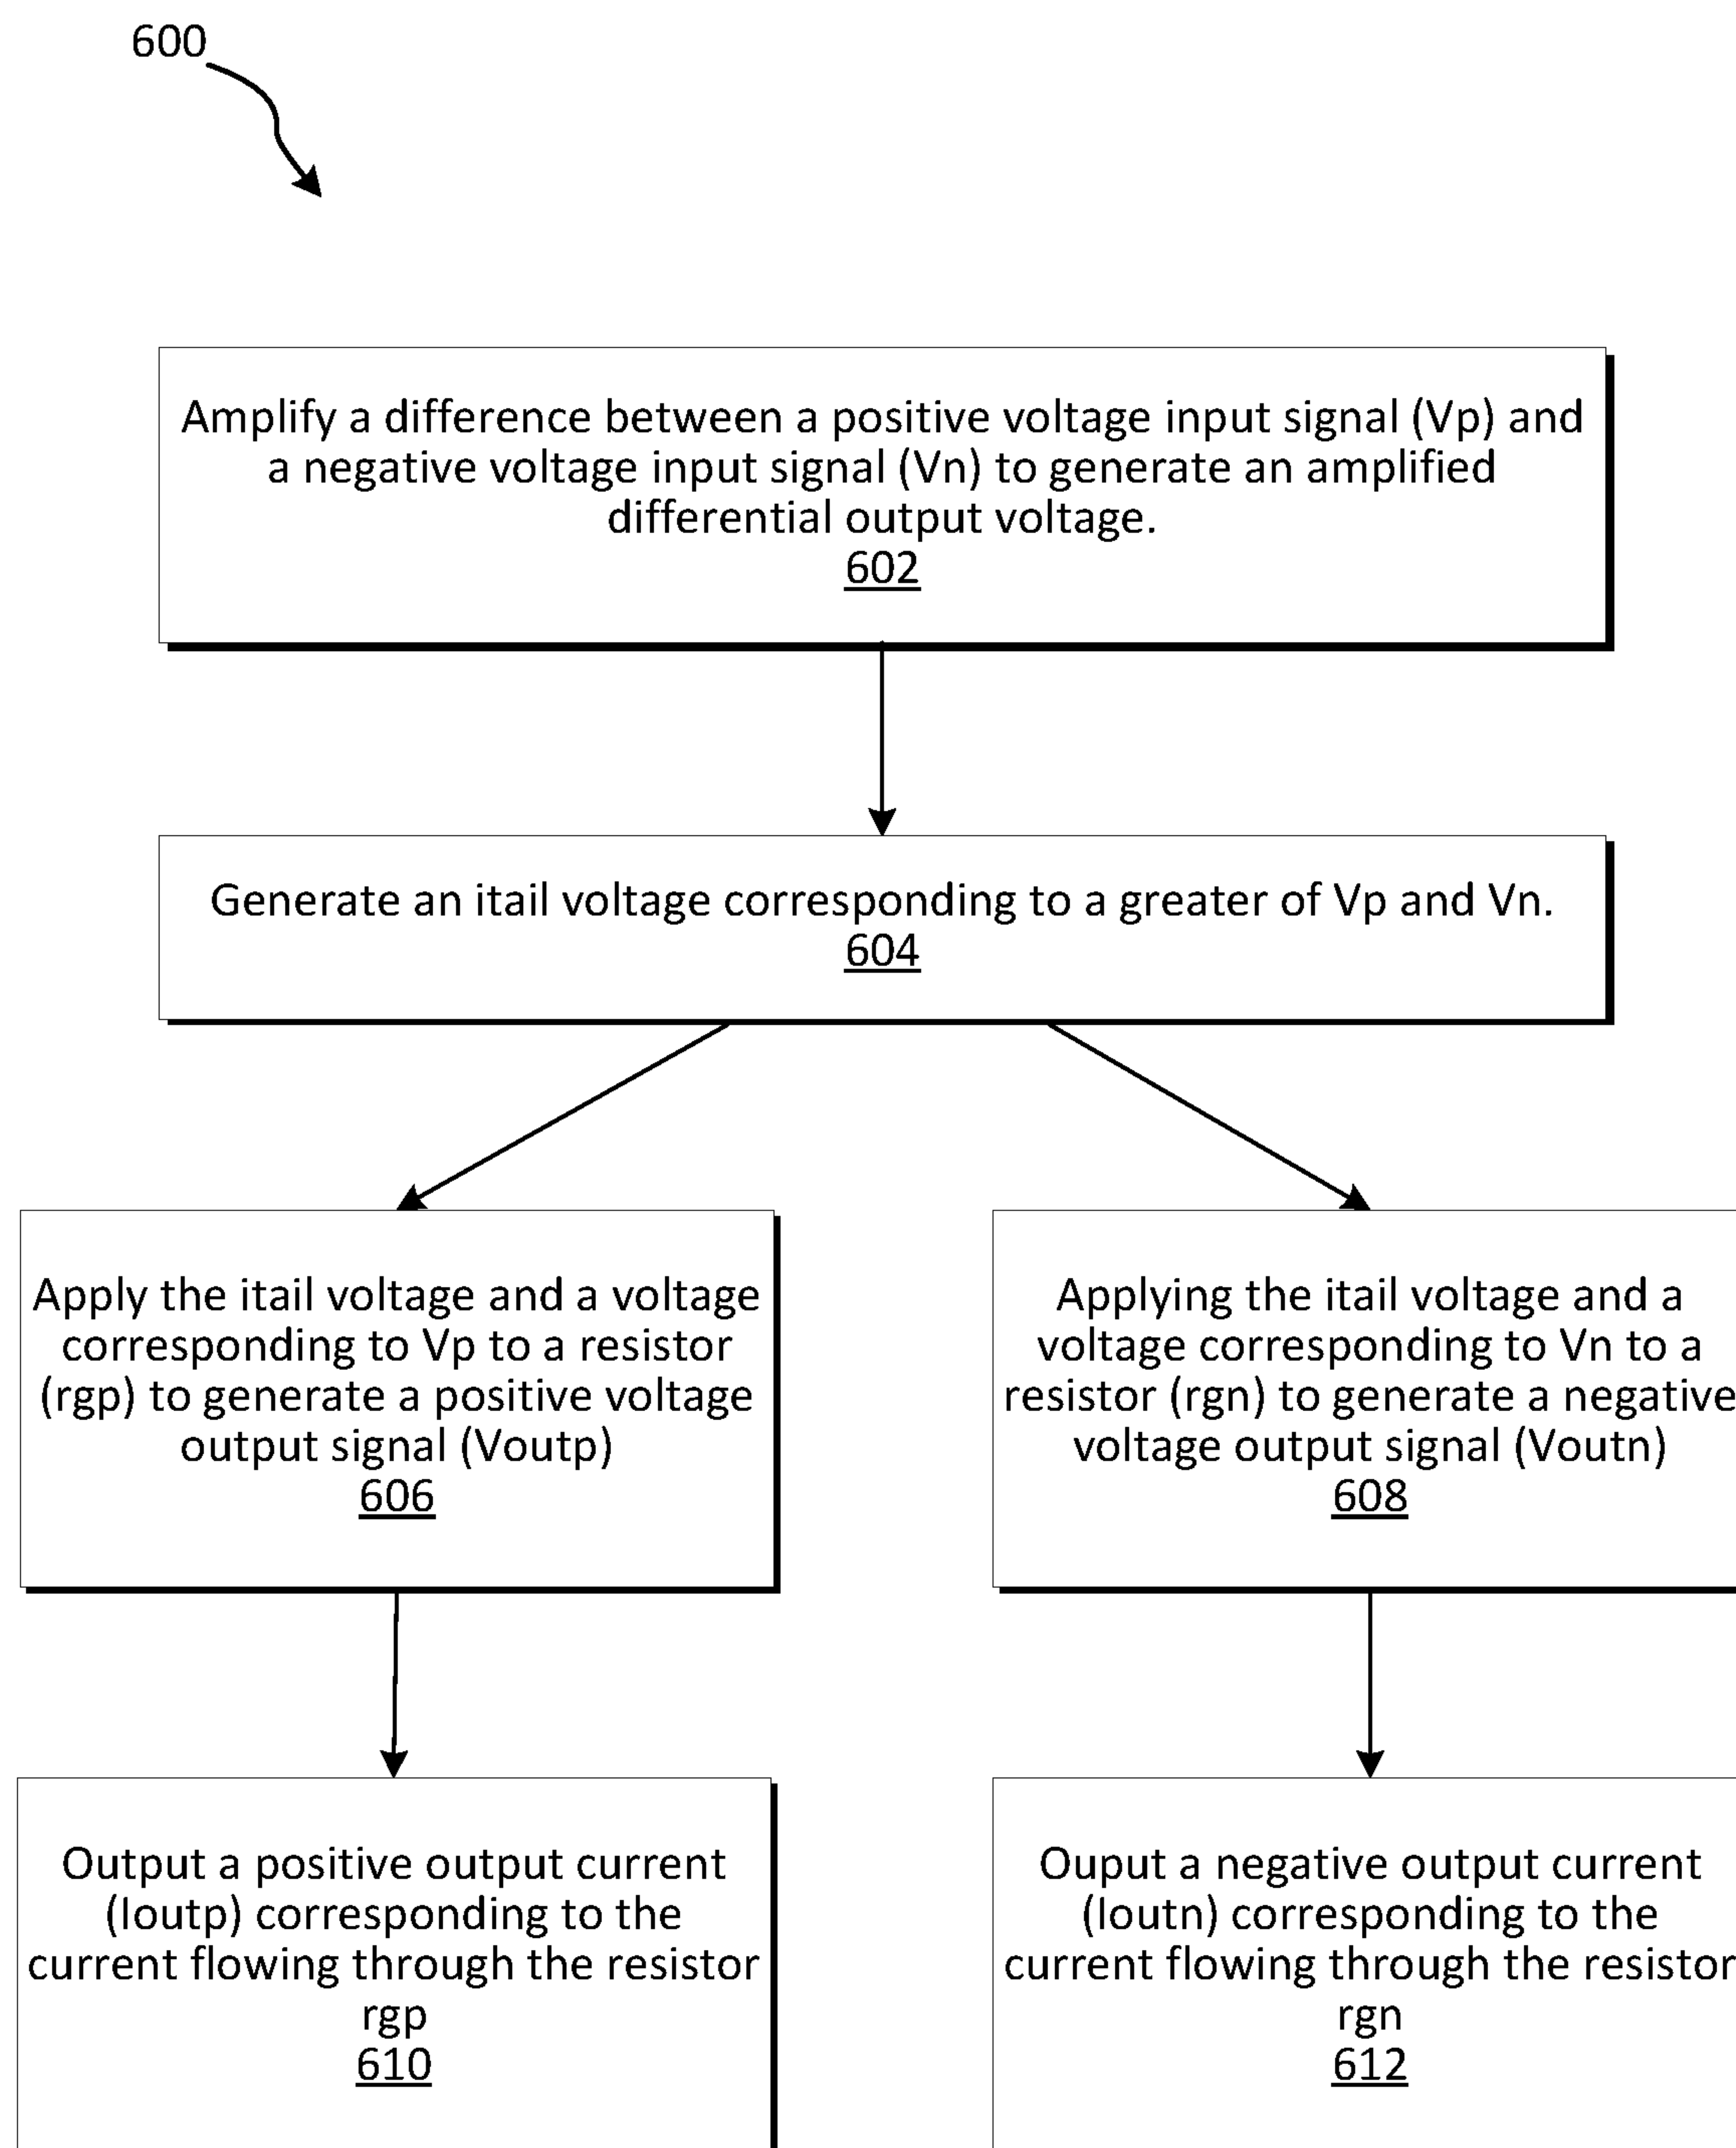 600
Amplify a difference between a positive voltage input signal (Vp) and
a negative voltage input signal (Vn) to generate an amplified
differential output voltage.
602
Generate an itail voltage corresponding to a greater of Vp and Vn.
604
Apply the itail voltage and a voltage
corresponding to Vp to a resistor
(rgp) to generate a positive voltage
output signal (Voutp)
606
Applying the itail voltage and a
voltage corresponding to Vn to a
resistor (rgn) to generate a negative
voltage output signal (Voutn)
608
Output a positive output current
(Ioutp) corresponding to the
current flowing through the resistor
rgp
610
Ouput a negative output current
(Ioutn) corresponding to the
current flowing through the resistor
rgn
612